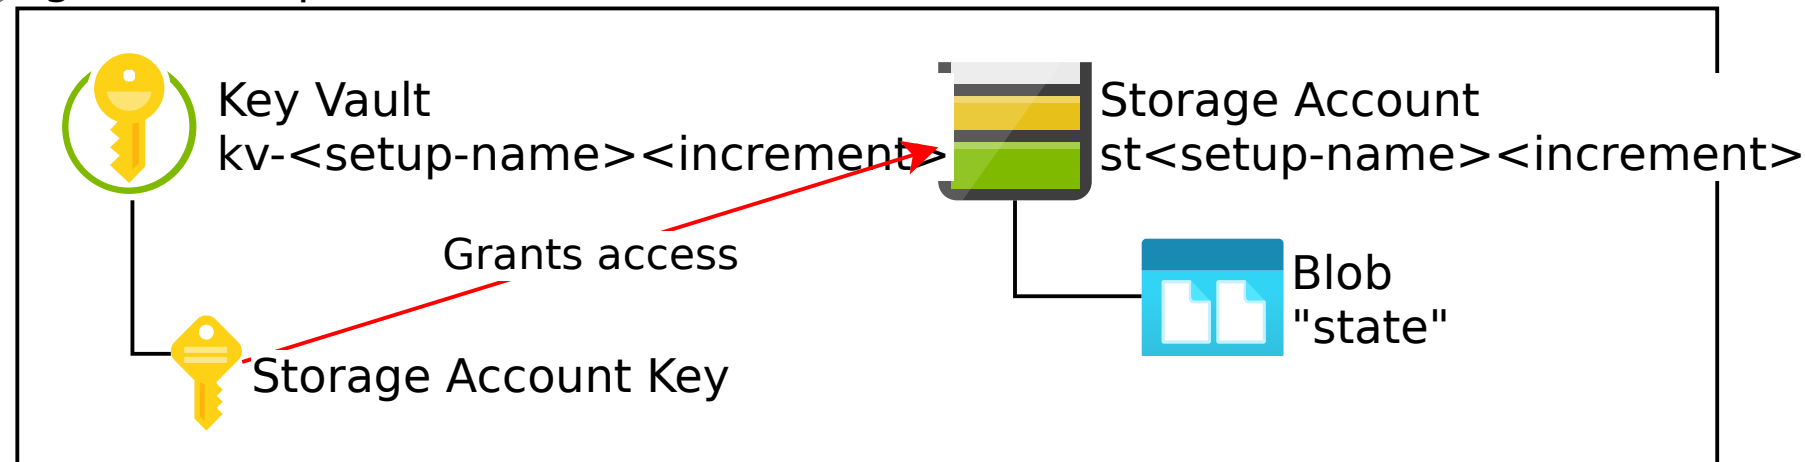 Key Vault
kv-<setup-name><increment>
Storage Account
st<setup-name><increment>
Grants access
Blob
"state"
Storage Account Key